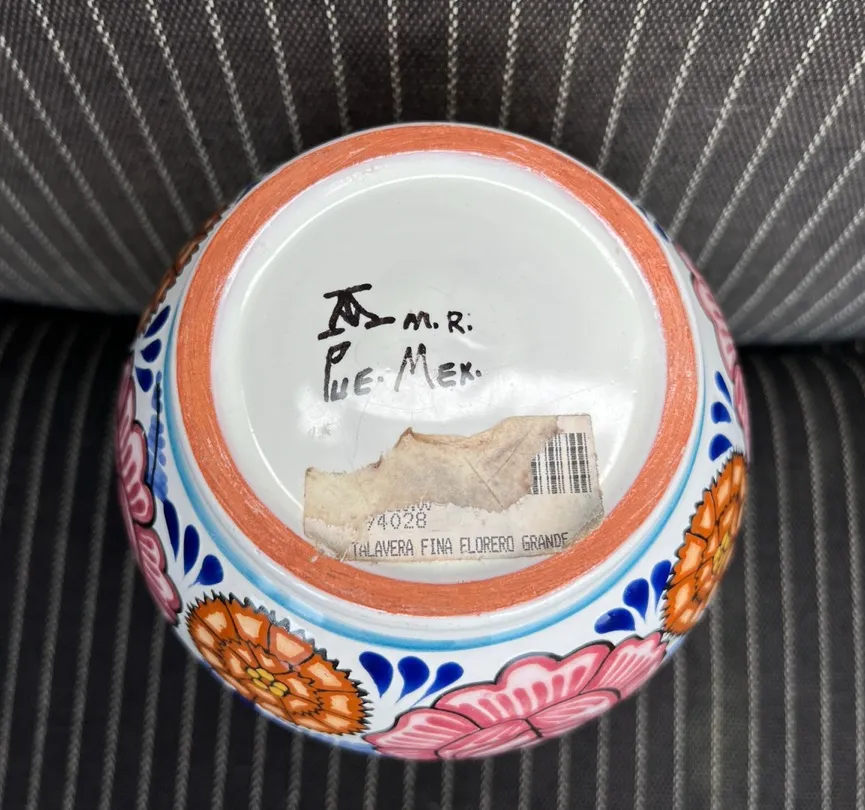 M.R.
Pue. Mex.
74028
TALAVERA FINA FLORERO GRANDE